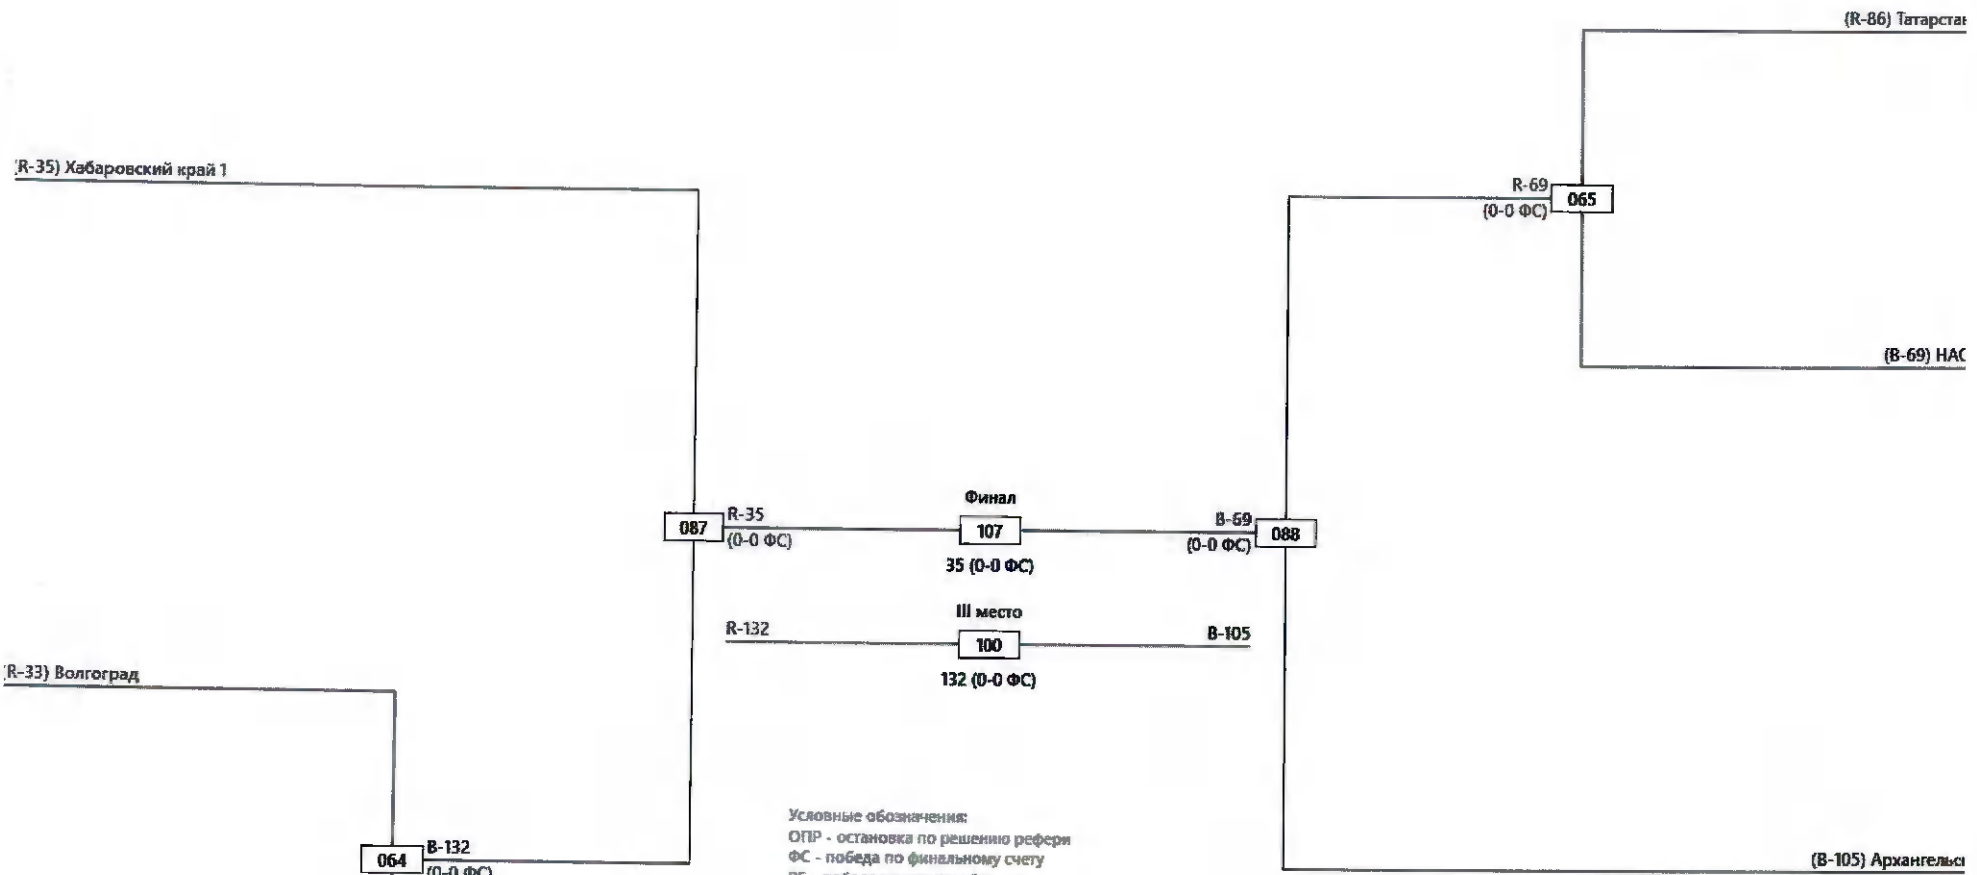 (R-86) Татарстан
(R-35) Хабаровский край 1
R-69
065
(0-0 ФС)
(B-69) НАО
Финал
087
R-35
(0-0 ФС)
107
B-69
(0-0 ФС)
088
35 (0-0 ФС)
III место
R-132
100
B-105
132 (0-0 ФС)
(R-33) Волгоград
Условные обозначения:
ОПР - остановка по решению рефери
ФС - победа по финальному счету
064
B-132
(0-0 ФС)
(B-105) Архангельск